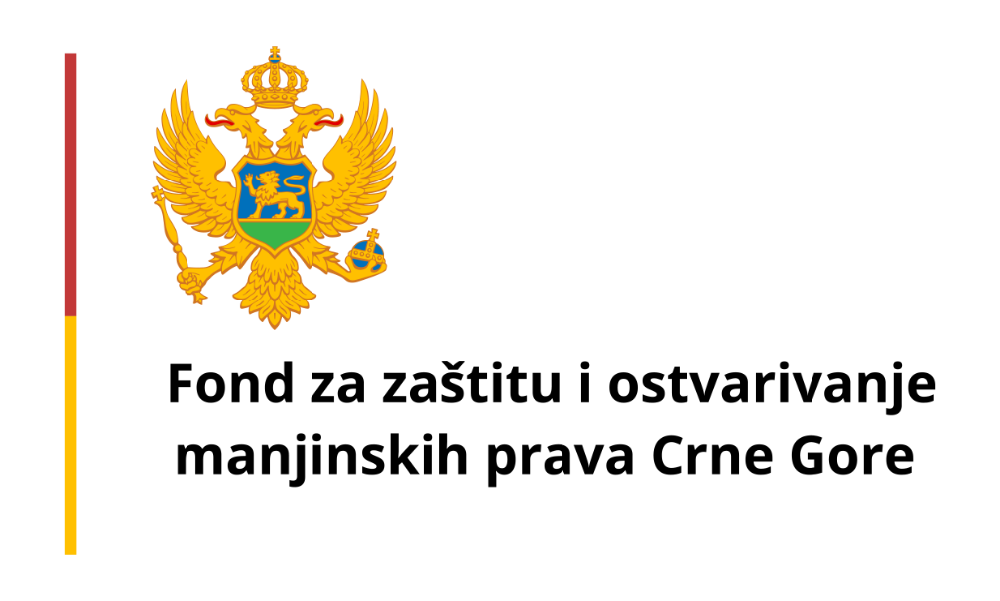 Fond za zaštitu i ostvarivanje
manjinskih prava Crne Gore